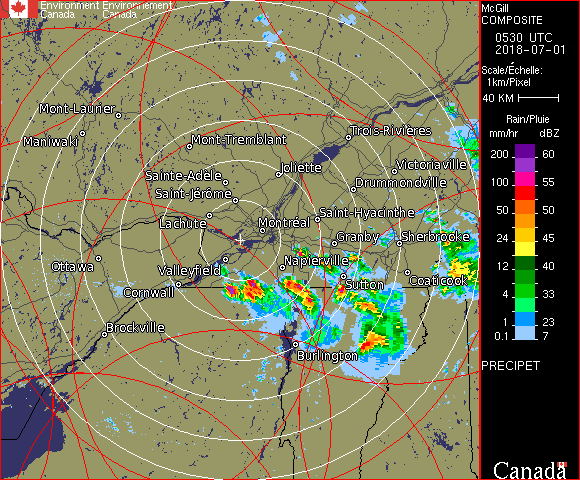 Environment Environnement
Canada Canada
McGill
COMPOSITE
0530 UTC
2018-07-01
Scale/Échelle:
1km/Pixel
40 KM
Rain/Pluie
mm/hr dBZ
200 60
100 55
50 50
24 45
12 40
4 33
1 23
0.1 7
PRECIPET
Canada
Mont-Laurier
Maniwaki
Mont-Tremblant
Trois-Rivières
Victoriaville
Sainte-Adèle
Joliette
Drummondville
Saint-Jérôme
Lachute
Montréal
Saint-Hyacinthe
Granby
Sherbrooke
Ottawa
Valleyfield
Napierville
Cornwall
Sutton
Coaticook
Brockville
Burlington